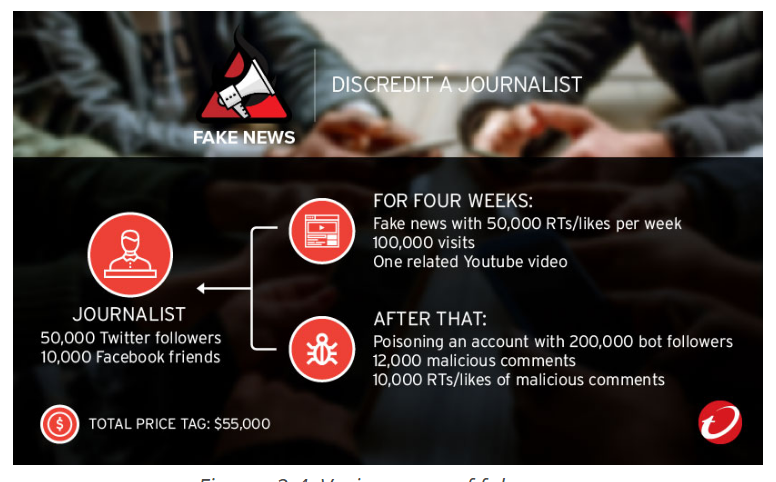 DISCREDIT A JOURNALIST
FAKE NEWS
FOR FOUR WEEKS:
Fake news with 50,000 RTs/likes per week
100,000 visits
One related Youtube video
JOURNALIST
50,000 Twitter followers
10,000 Facebook friends
AFTER THAT:
Poisoning an account with 200,000 bot followers
12,000 malicious comments
10,000 RTs/likes of malicious comments
$
TOTAL PRICE TAG: $55,000